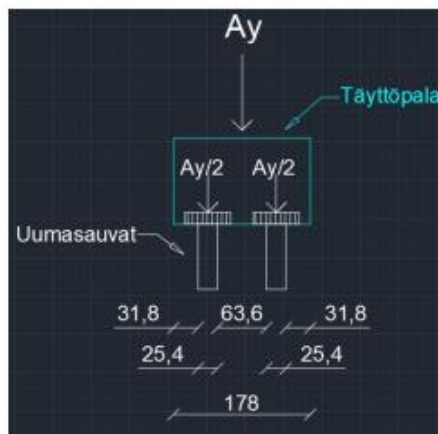 Ay
Täyttöpala
Ay/2 Ay/2
Uumasauvat
31,8 63,6 31,8
25,4 25,4
178